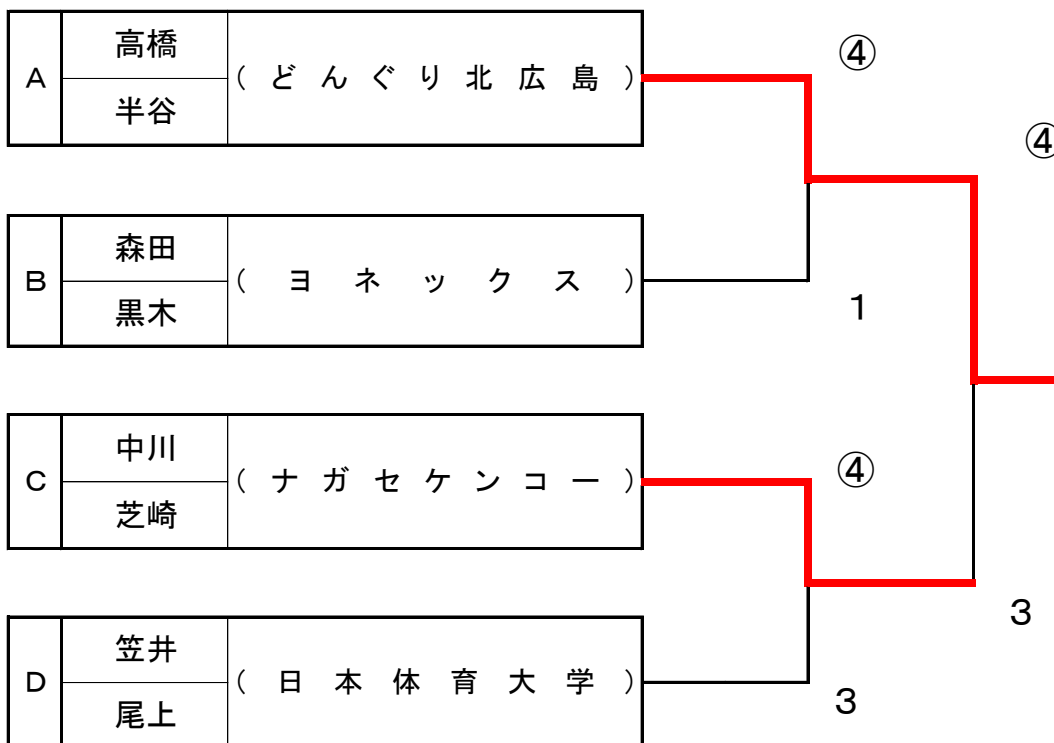 A
高橋
半谷
(どんぐり北広島)
④
④
B
森田
黒木
(ヨネックス)
1
C
中川
芝崎
(ナガセケンコー)
④
3
D
笠井
尾上
(日本体育大学)
3